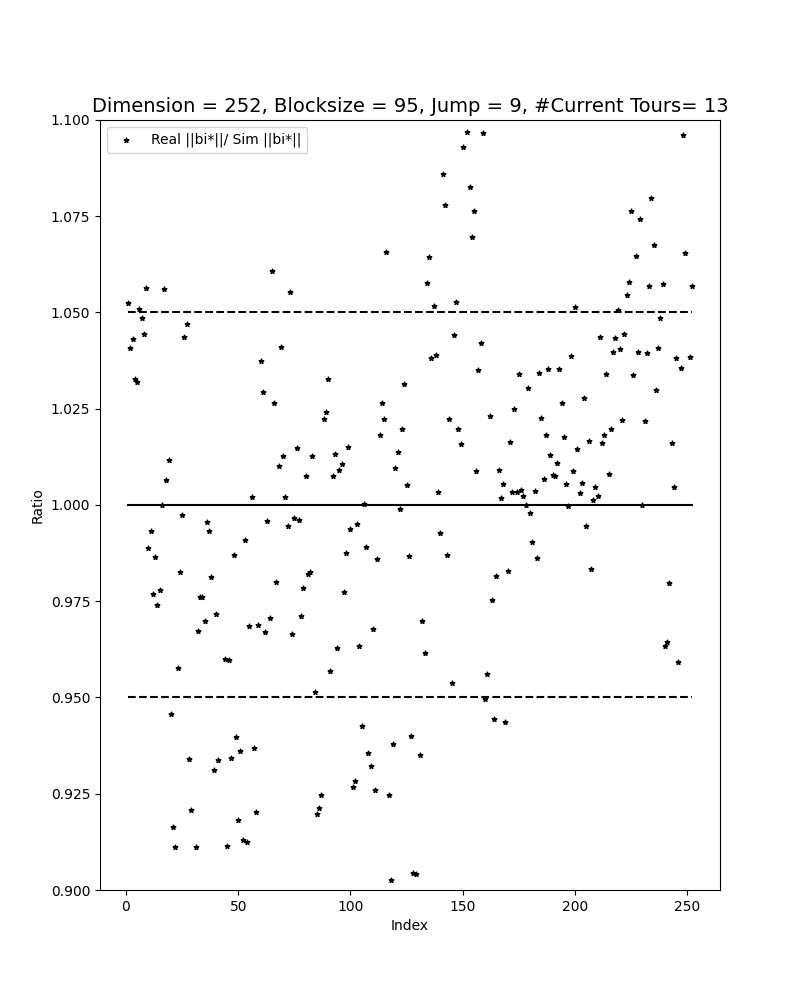 Dimension = 252, Blocksize = 95, Jump = 9, #Current Tours= 13
1.100
Real ||bi*||/ Sim ||bi*||
1.075
1.050
1.025
1.000
0.975
0.950
0.925
0.900
Ratio
0 50 100 150 200 250
Index